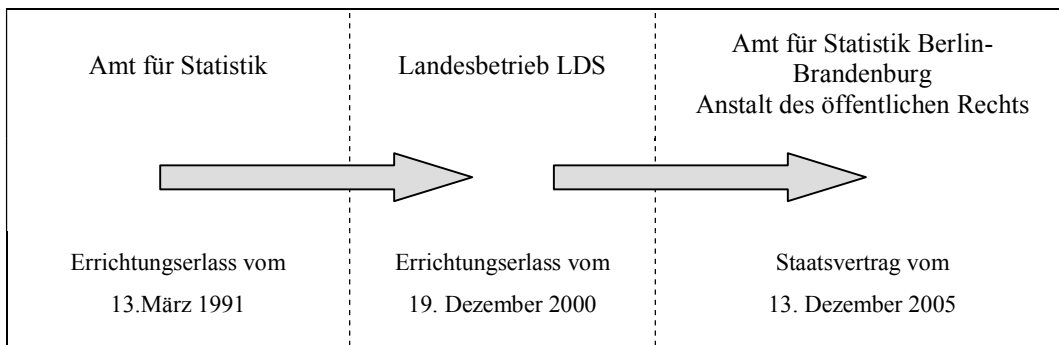 Amt für Statistik
Landesbetrieb LDS
Amt für Statistik Berlin-
Brandenburg
Anstalt des öffentlichen Rechts
Errichtungserlass vom
13.März 1991
Errichtungserlass vom
19. Dezember 2000
Staatsvertrag vom
13. Dezember 2005